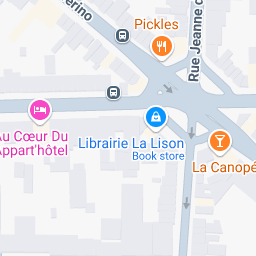 erino
Pickles
Rue Jeanne d
Librairie La Lison
Book store
Au Cœur Du
Appart'hôtel
La Canopé